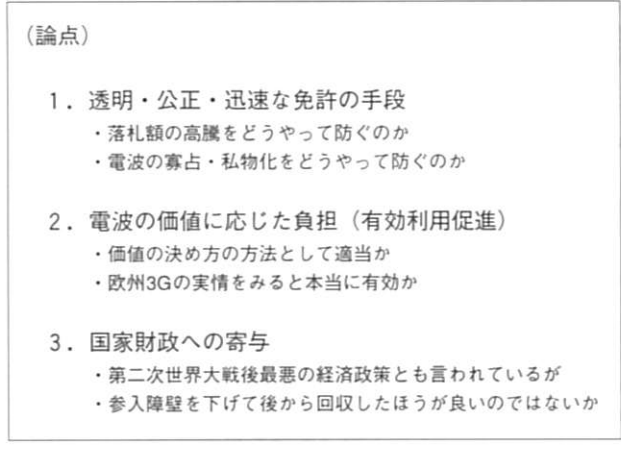 （論点）
1．透明・公正・迅速な免許の手段
・落札額の高騰をどうやって防ぐのか
・電波の寡占・私物化をどうやって防ぐのか
2．電波の価値に応じた負担（有効利用促進）
・価値の決め方の方法として適当か
・欧州3Gの実情をみると本当に有効か
3．国家財政への寄与
・第二次世界大戦後最悪の経済政策とも言われているが
・参入障壁を下げて後から回収したほうが良いのではないか